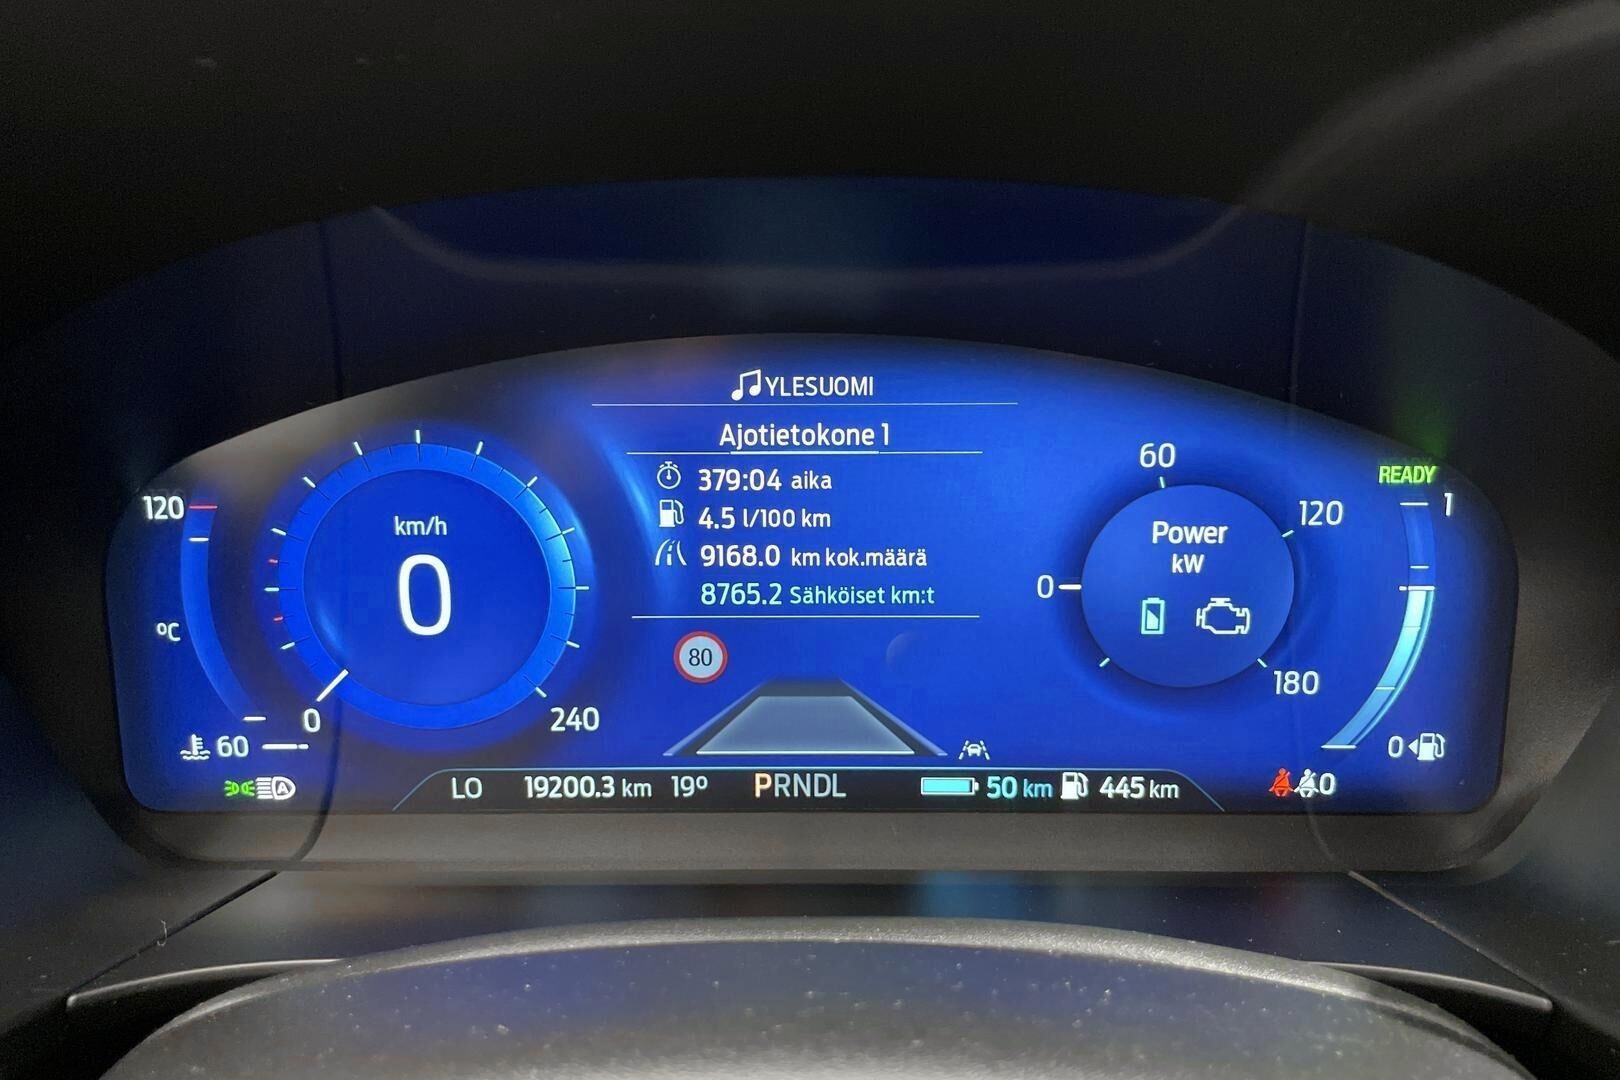 YLESUOMI
Ajotietokone 1
379:04 aika
4.5 l/100 km
9168.0 km kok.määrä
8765.2 Sähköiset km:t
80
120
ºC
60
km/h
0
0
240
60
120
0
Power
kW
180
READY
1
0
A
LO 19200.3 km 19º PRNDL 50 km 445 km
0